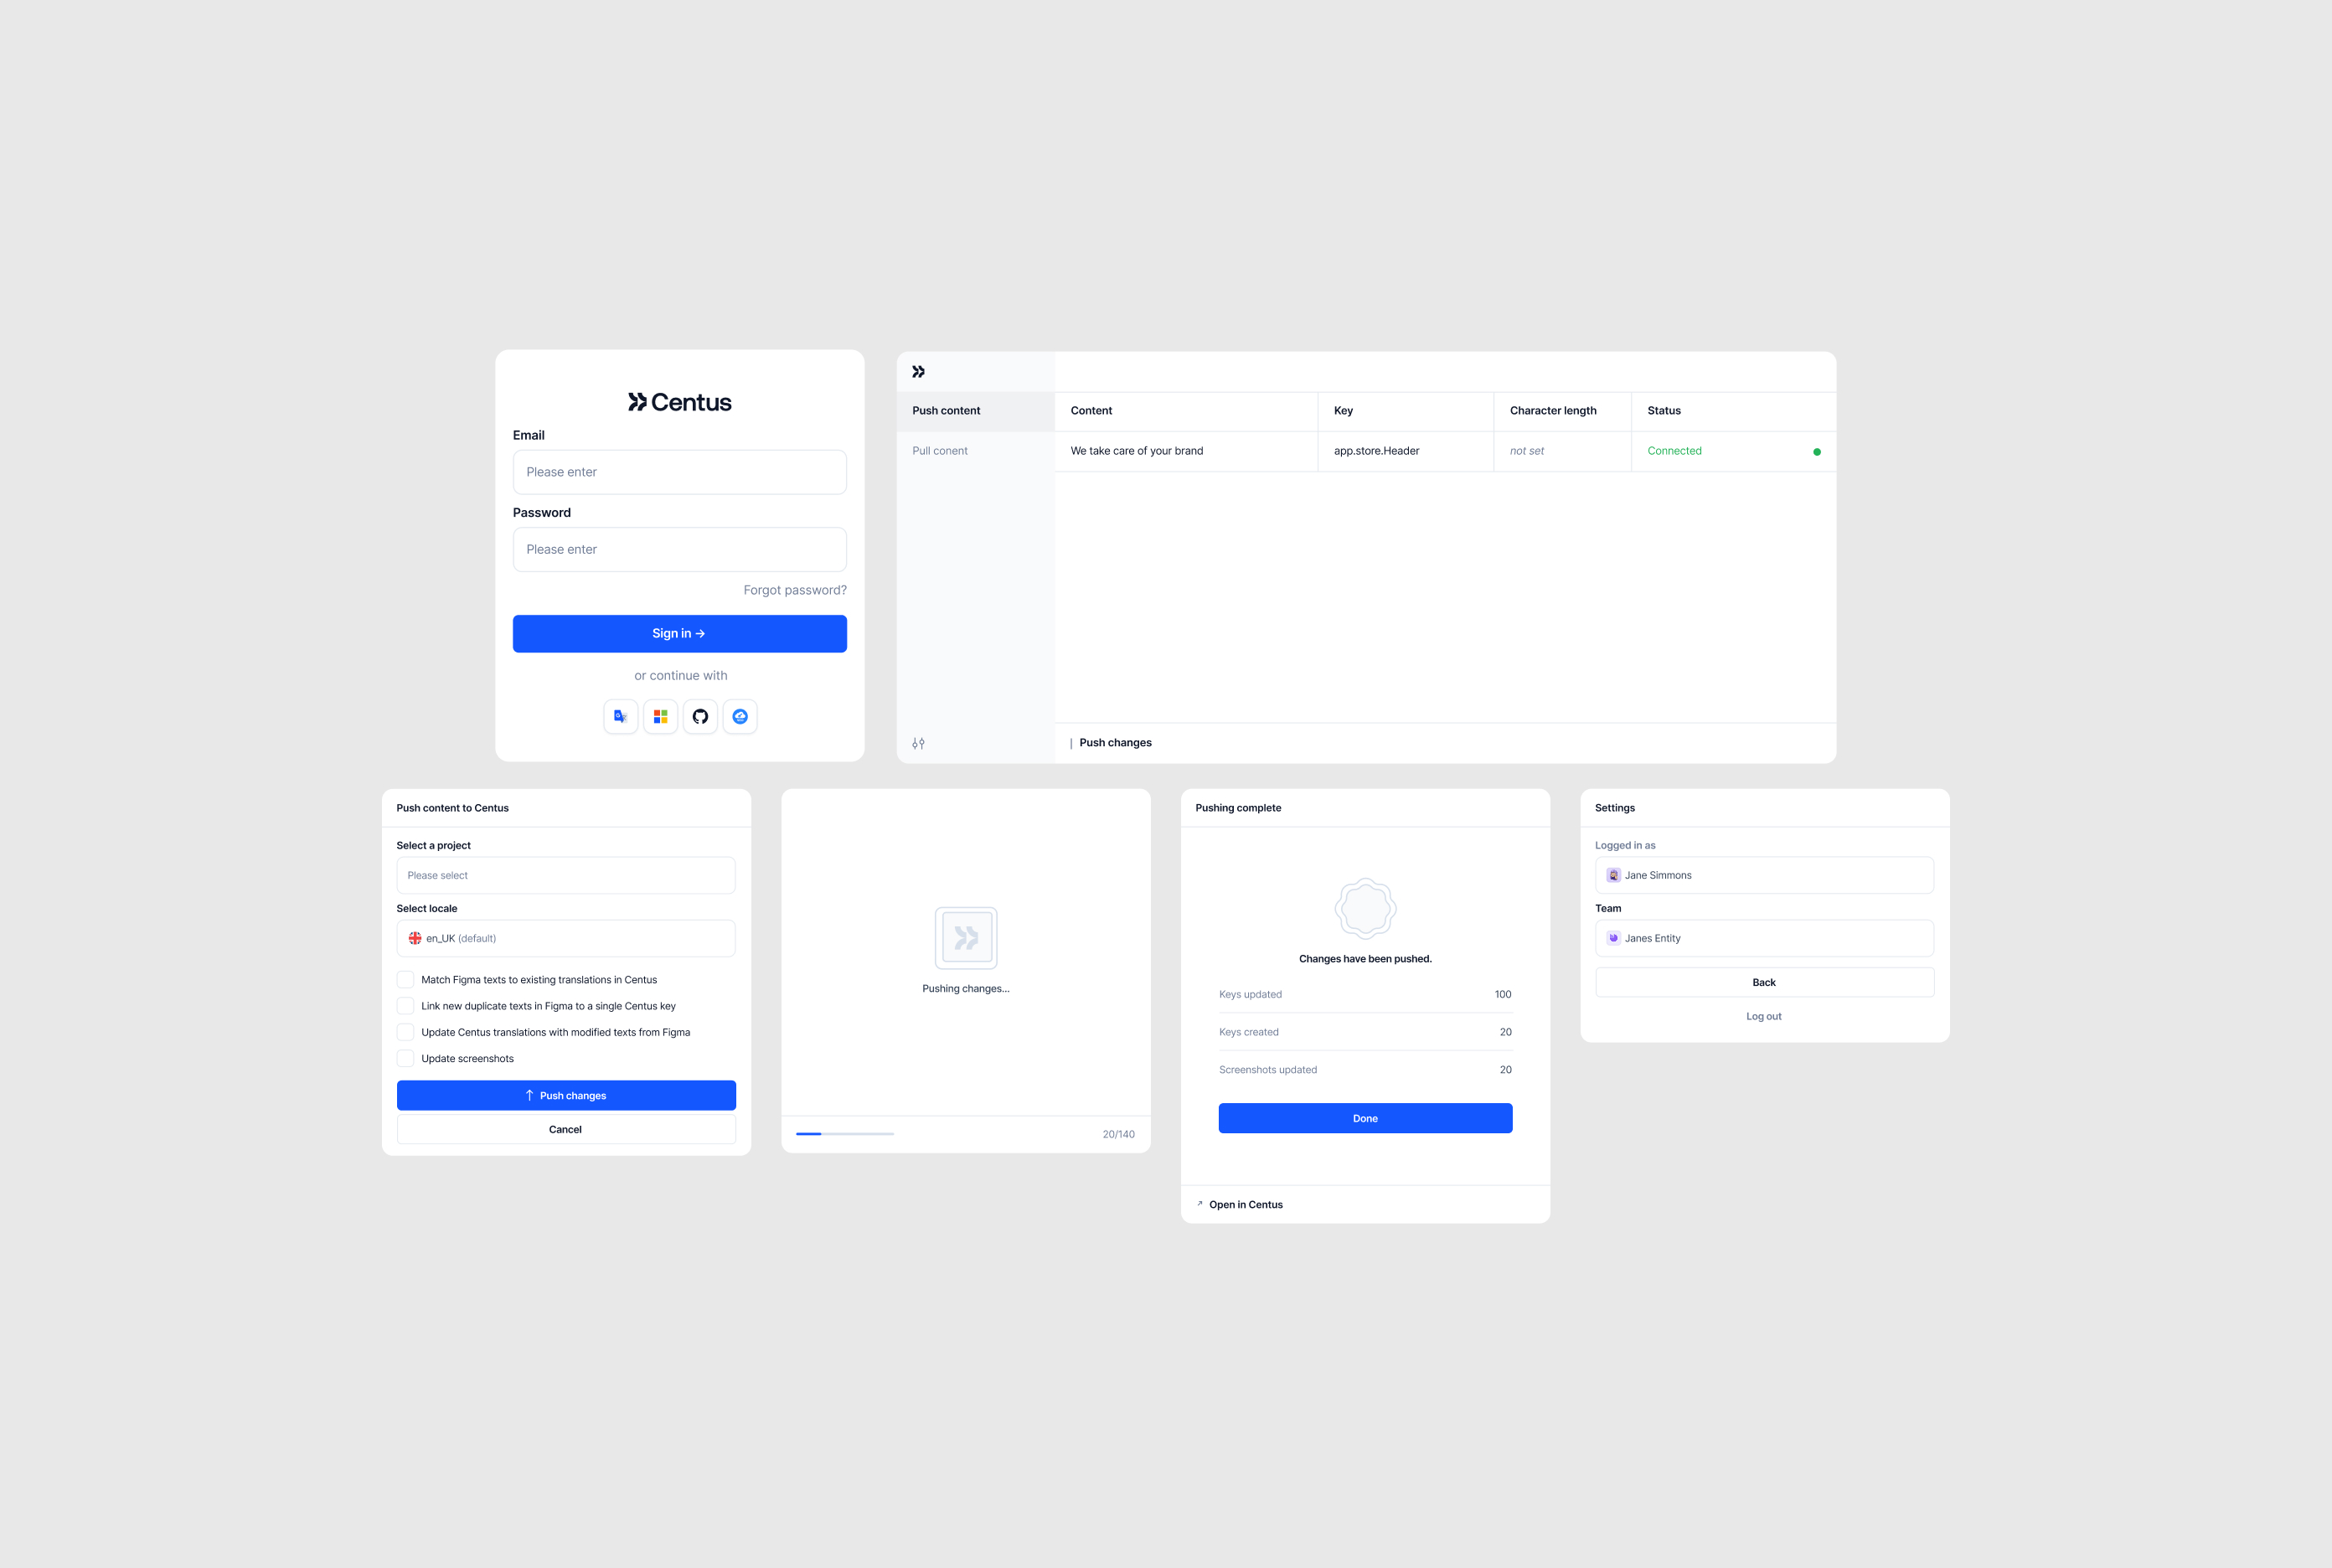 Centus
Email
Please enter
Password
Please enter
Forgot password?
Sign in →
or continue with
Push content
Content
Key
Character length
Status
Pull conent
We take care of your brand
app.store.Header
not set
Connected
Push changes
Push content to Centus
Select a project
Please select
Select locale
en_UK (default)
Match Figma texts to existing translations in Centus
Link new duplicate texts in Figma to a single Centus key
Update Centus translations with modified texts from Figma
Update screenshots
↑ Push changes
Cancel
Pushing changes...
20/140
Pushing complete
Changes have been pushed.
Keys updated 100
Keys created 20
Screenshots updated 20
Done
Open in Centus
Settings
Logged in as
Jane Simmons
Team
Janes Entity
Back
Log out